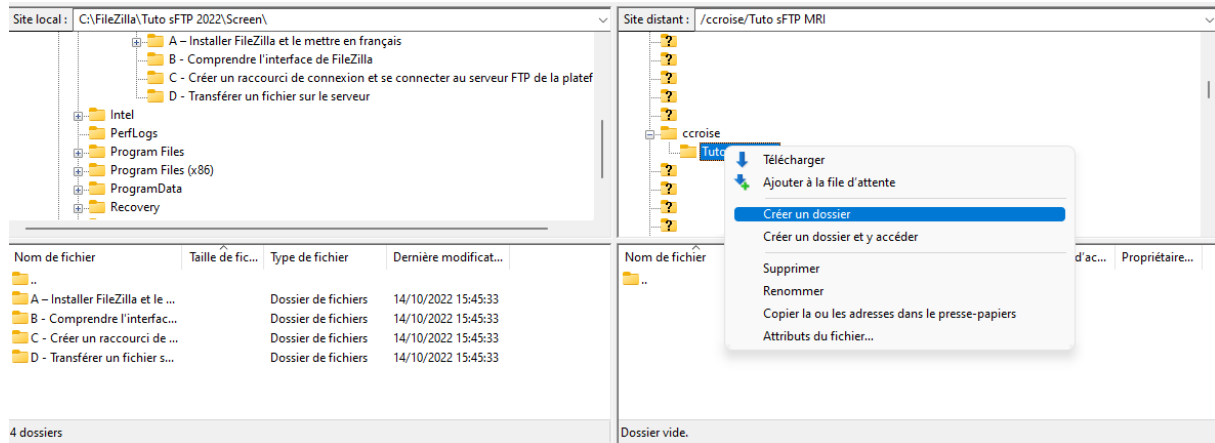 Site local : C:\FileZilla\Tuto sFTP 2022\Screen\
A – Installer FileZilla et le mettre en français
B - Comprendre l'interface de FileZilla
C - Créer un raccourci de connexion et se connecter au serveur FTP de la platef
D - Transférer un fichier sur le serveur
Intel
PerfLogs
Program Files
Program Files (x86)
ProgramData
Recovery
Nom de fichier Taille de fic... Type de fichier Dernière modificat...
..
A – Installer FileZilla et le ... Dossier de fichiers 14/10/2022 15:45:33
B - Comprendre l'interfac... Dossier de fichiers 14/10/2022 15:45:33
C - Créer un raccourci de ... Dossier de fichiers 14/10/2022 15:45:33
D - Transférer un fichier s... Dossier de fichiers 14/10/2022 15:45:33
4 dossiers
Site distant : /ccroise/Tuto sFTP MRI
?
?
?
?
?
ccroise
Tuto
?
?
?
?
Télécharger
Ajouter à la file d'attente
Créer un dossier
Créer un dossier et y accéder
Supprimer
Renommer
Copier la ou les adresses dans le presse-papiers
Attributs du fichier...
Nom de fichier d'ac... Propriétaire...
..
Dossier vide.